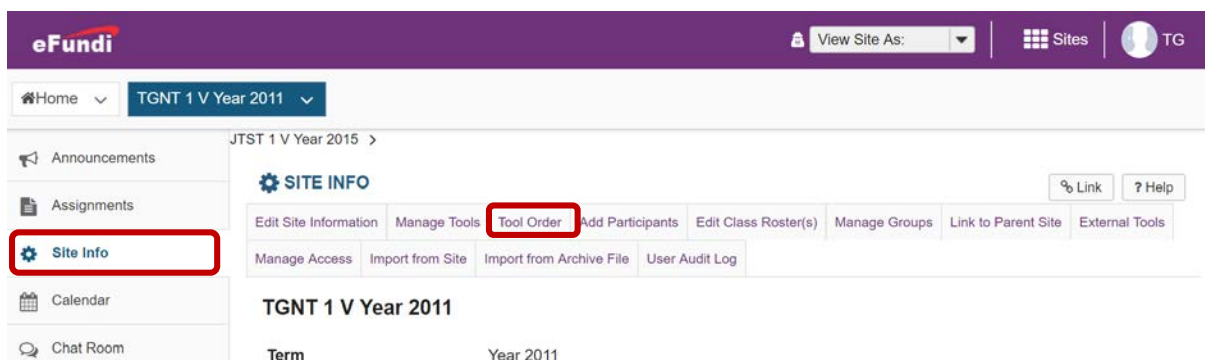 eFundi
View Site As:
Sites
TG
Home
TGNT 1 V Year 2011
JTST 1 V Year 2015 >
Announcements
SITE INFO
Link
? Help
Assignments
Edit Site Information Manage Tools Tool Order Add Participants Edit Class Roster(s) Manage Groups Link to Parent Site External Tools
Site Info
Manage Access Import from Site Import from Archive File User Audit Log
Calendar
TGNT 1 V Year 2011
Chat Room
Term Year 2011